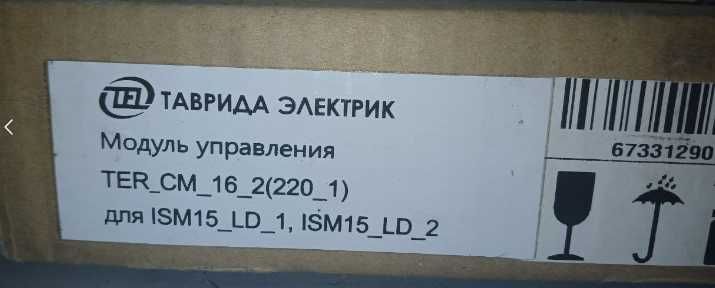 TEL ТАВРИДА ЭЛЕКТРИК
Модуль управления
TER_CM_16_2(220_1)
для ISM15_LD_1, ISM15_LD_2
67331290